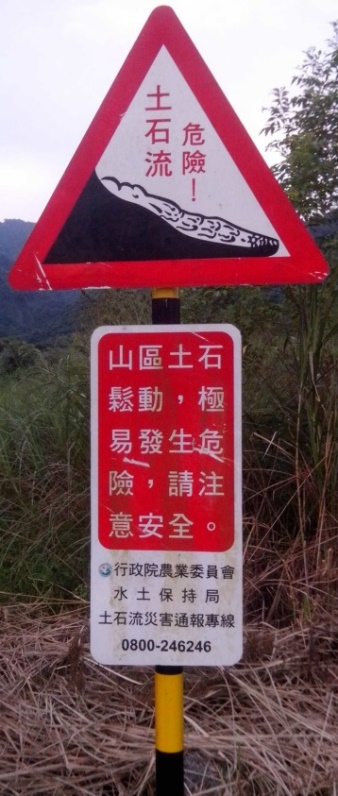 土石流
危險！
山區土石
鬆動，極
易發生危
險，請注
意安全。
行政院農業委員會
水土保持局
土石流災害通報專線
0800-246246